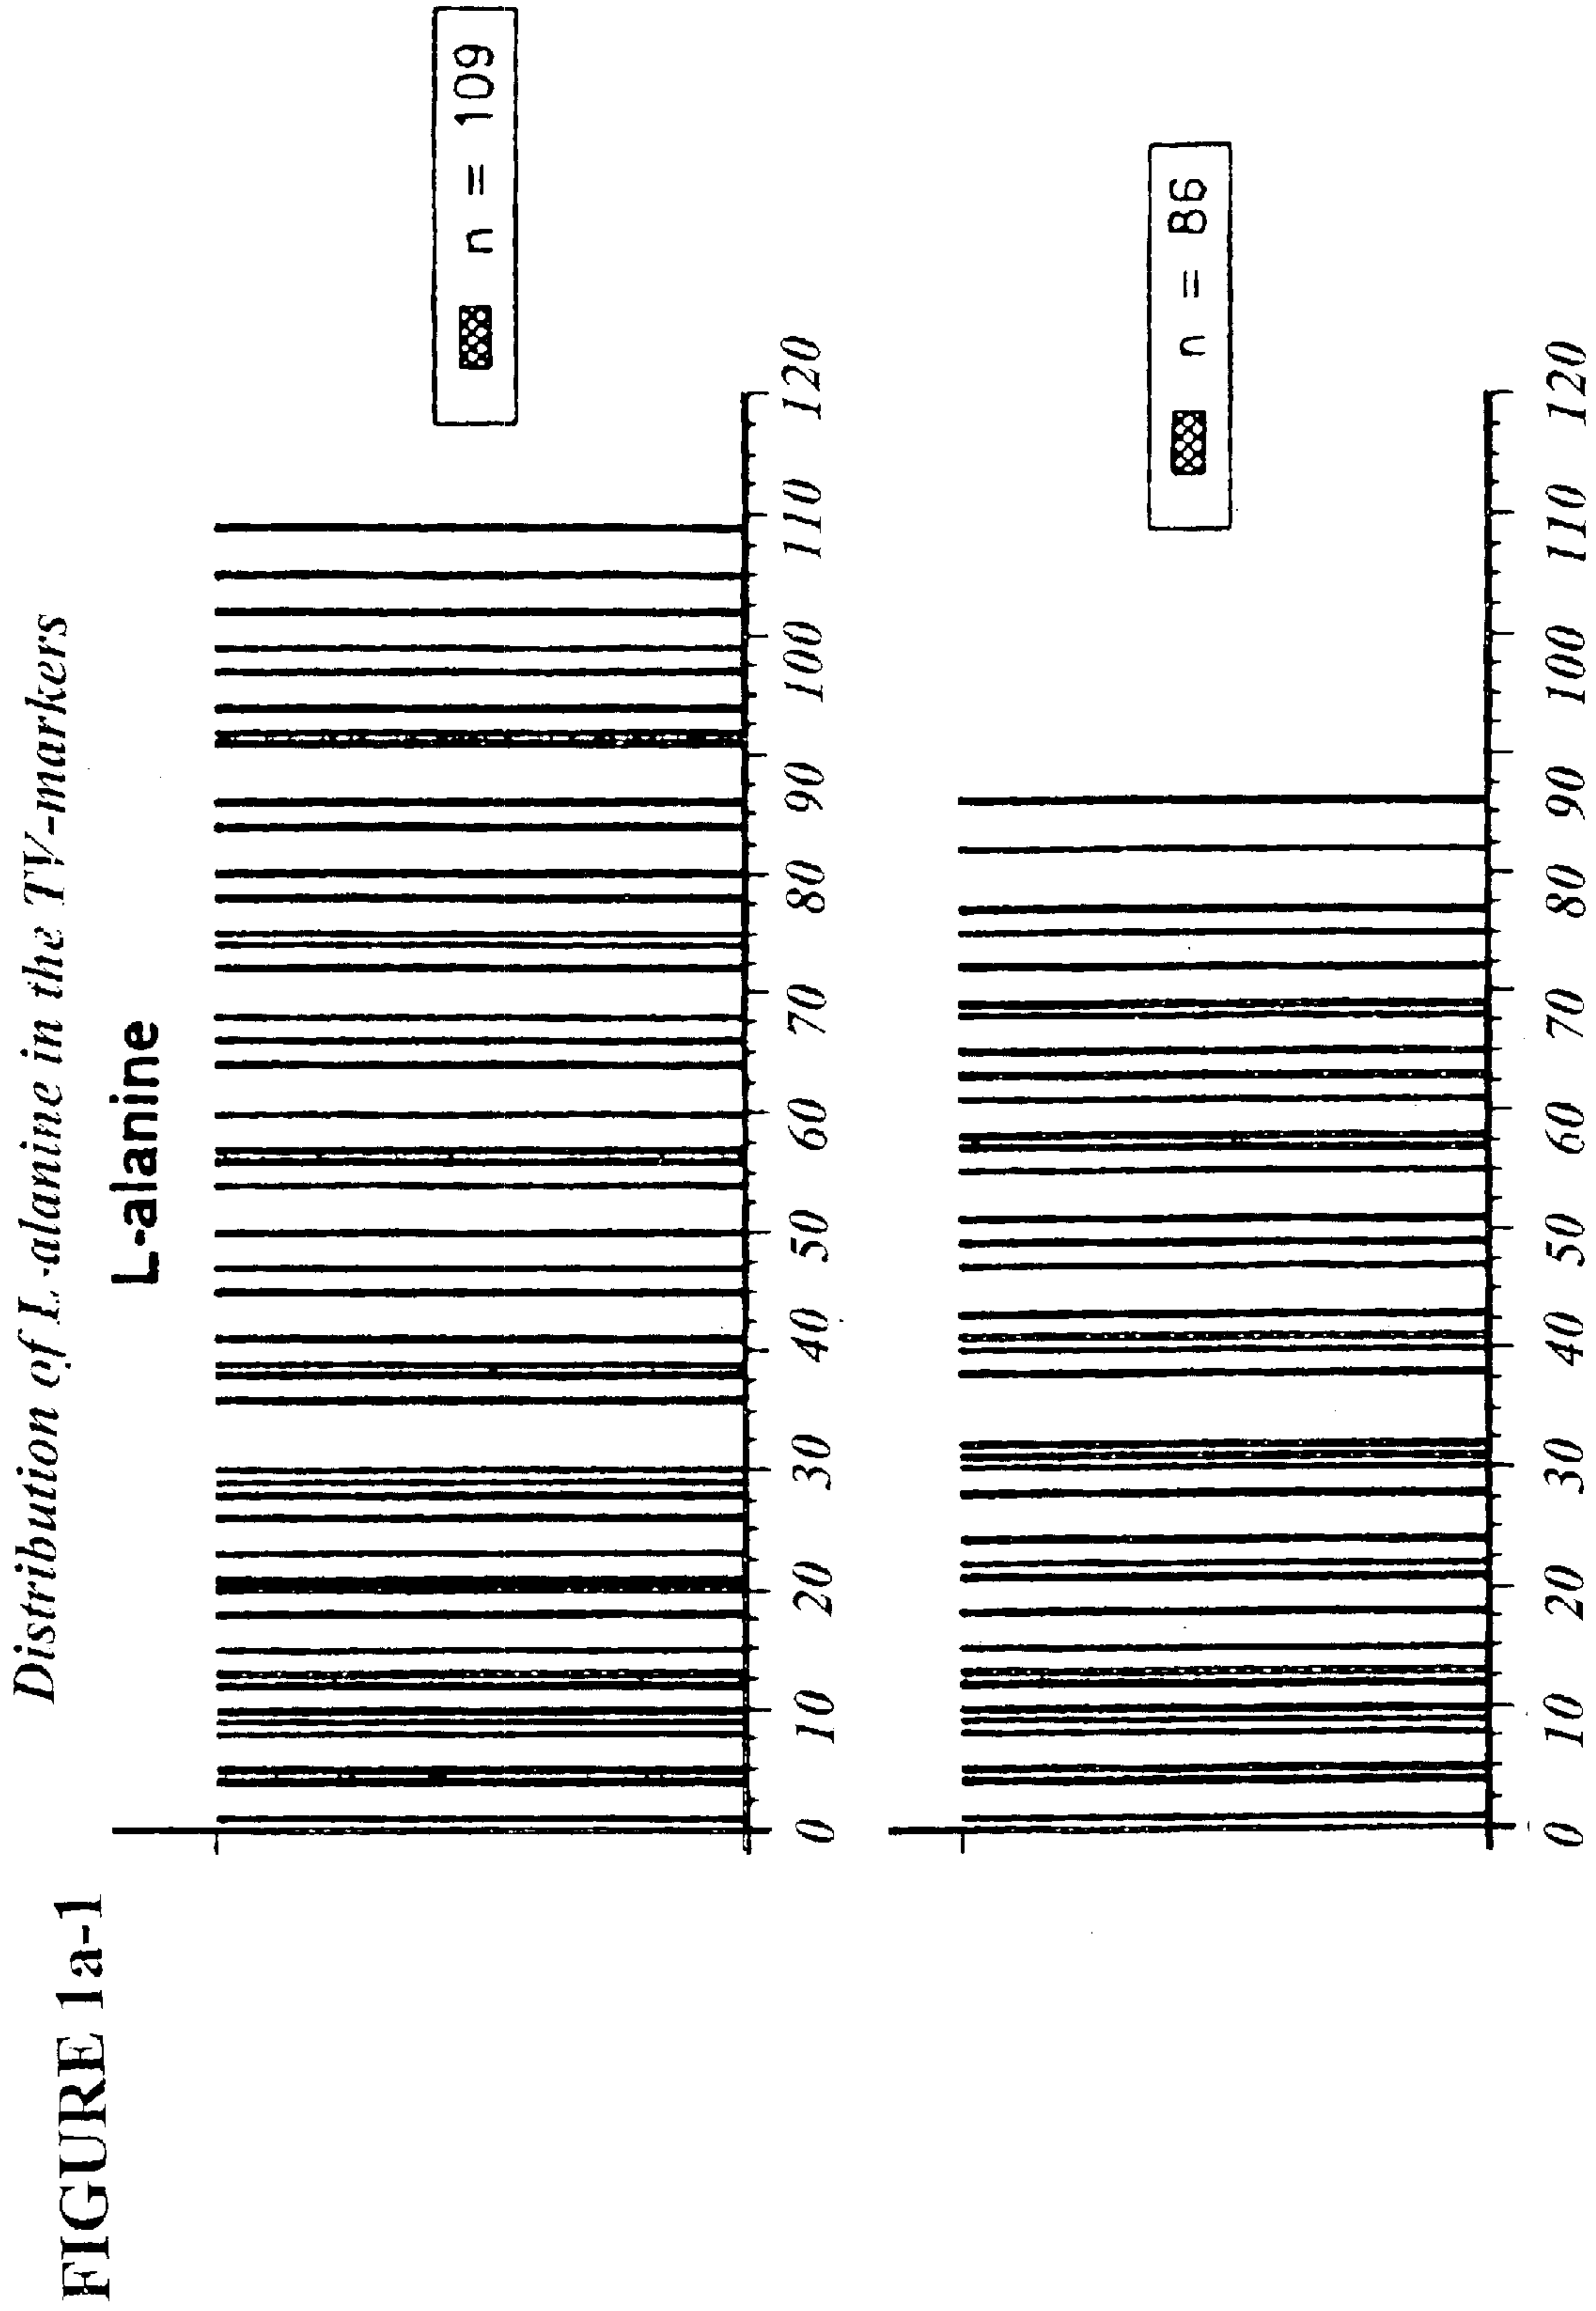 FIGURE 1a-1
Distribution of L-alanine in the TV-markers
L-alanine
n = 109
0 10 20 30 40 50 60 70 80 90 100 110 120
n = 86
0 10 20 30 40 50 60 70 80 90 100 110 120